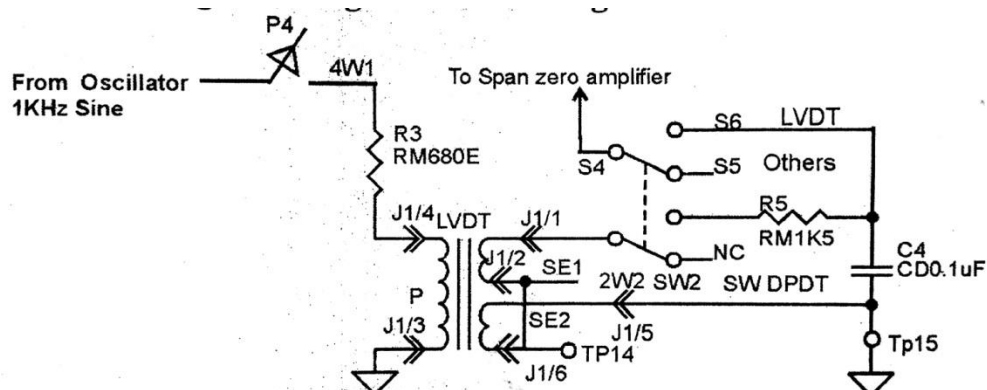 P4
From Oscillator
1KHz Sine
4W1
To Span zero amplifier
R3
RM680E
S6 LVDT
S4
S5 Others
J1/4
LVDT
J1/1
R5
RM1K5
J1/2
SE1
NC
C4
CD0.1uF
P
2W2
SW2
SW DPDT
J1/3
SE2
J1/5
TP14
Tp15
J1/6